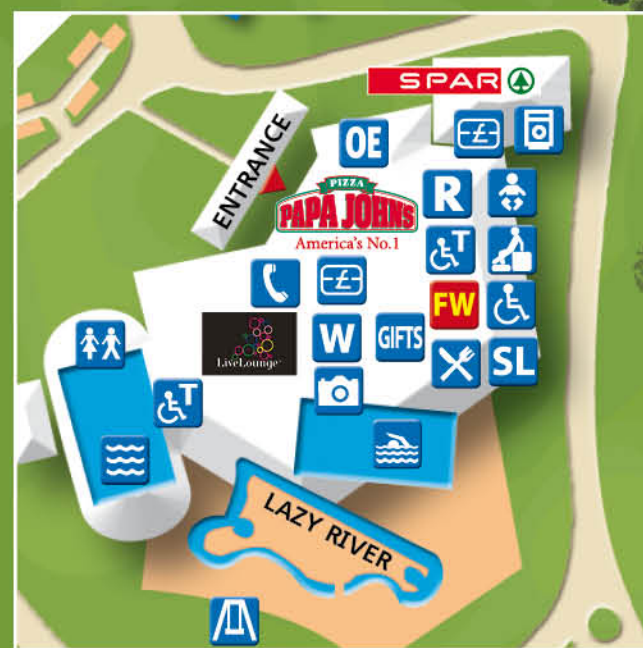 SPAR
£
OE
ENTRANCE
PIZZA
PAPA JOHNS
America's No.1
R
T
£
FW
LiveLounge
W
GIFTS
SL
T
LAZY RIVER